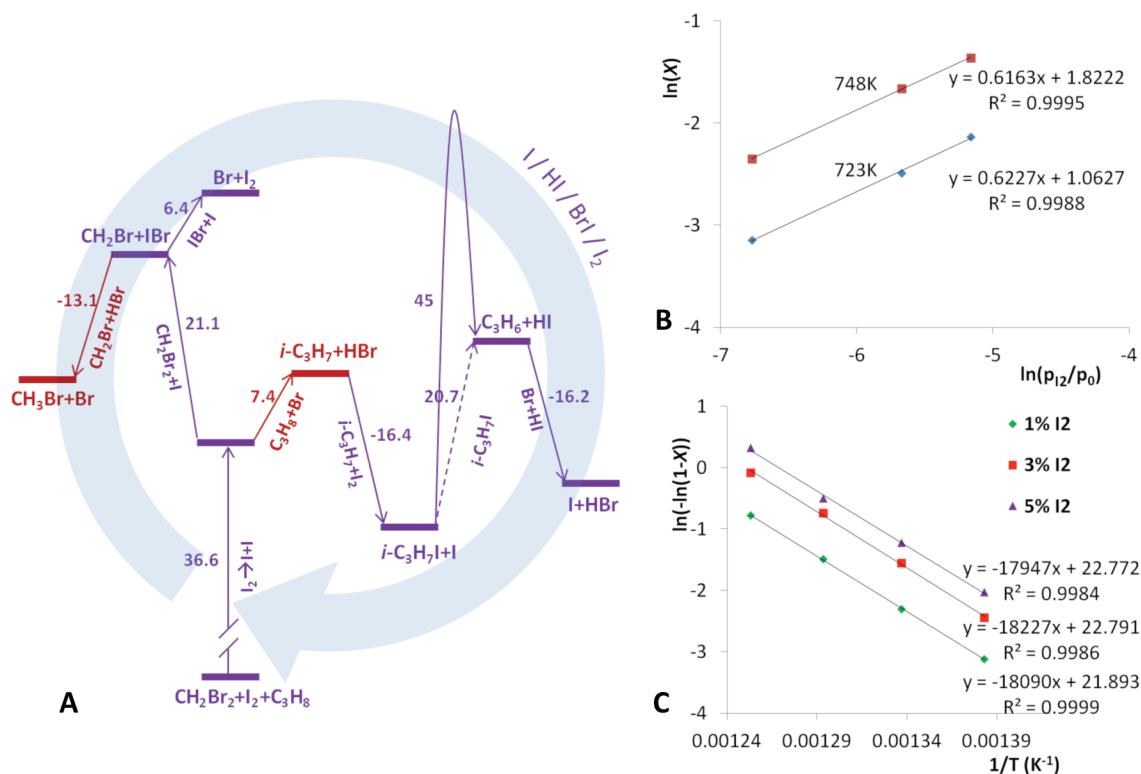 Br+I₂
6.4
IBr+I
CH₂Br+IBr
-13.1
CH₂Br+HBr
21.1
CH₂Br₂+I
CH₃Br+Br
i-C₃H₇+HBr
7.4
C₃H₈+Br
-16.4
i-C₃H₇+I₂
45
20.7
i-C₃H₇I
C₃H₆+HI
-16.2
Br+HI
I+HBr
i-C₃H₇I+I
36.6
I₂→I+I
CH₂Br₂+I₂+C₃H₈
I / HI / BrI / I₂
A
ln(X)
-1
-2
-3
-4
748K
y = 0.6163x + 1.8222
R² = 0.9995
723K
y = 0.6227x + 1.0627
R² = 0.9988
B
-7
-6
-5
-4
ln(pI2/p₀)
ln(-ln(1-X))
1
0
-1
-2
-3
-4
1% I2
3% I2
5% I2
y = -17947x + 22.772
R² = 0.9984
y = -18227x + 22.791
R² = 0.9986
y = -18090x + 21.893
R² = 0.9999
C
0.00124
0.00129
0.00134
0.00139
1/T (K⁻¹)